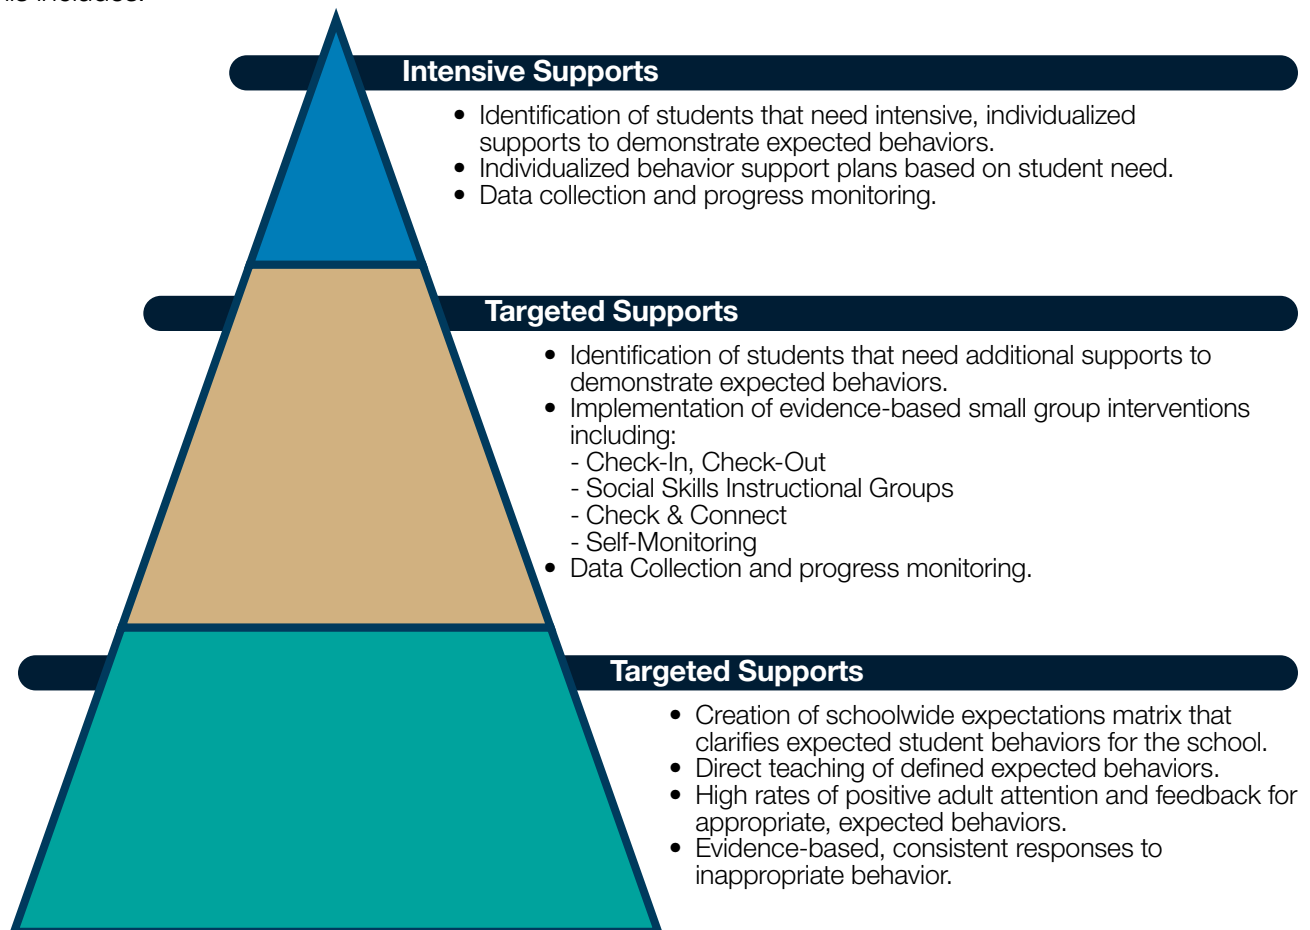 Intensive Supports
• Identification of students that need intensive, individualized
supports to demonstrate expected behaviors.
• Individualized behavior support plans based on student need.
• Data collection and progress monitoring.
Targeted Supports
• Identification of students that need additional supports to
demonstrate expected behaviors.
• Implementation of evidence-based small group interventions
including:
- Check-In, Check-Out
- Social Skills Instructional Groups
- Check & Connect
- Self-Monitoring
• Data Collection and progress monitoring.
Targeted Supports
• Creation of schoolwide expectations matrix that
clarifies expected student behaviors for the school.
• Direct teaching of defined expected behaviors.
• High rates of positive adult attention and feedback for
appropriate, expected behaviors.
• Evidence-based, consistent responses to
inappropriate behavior.